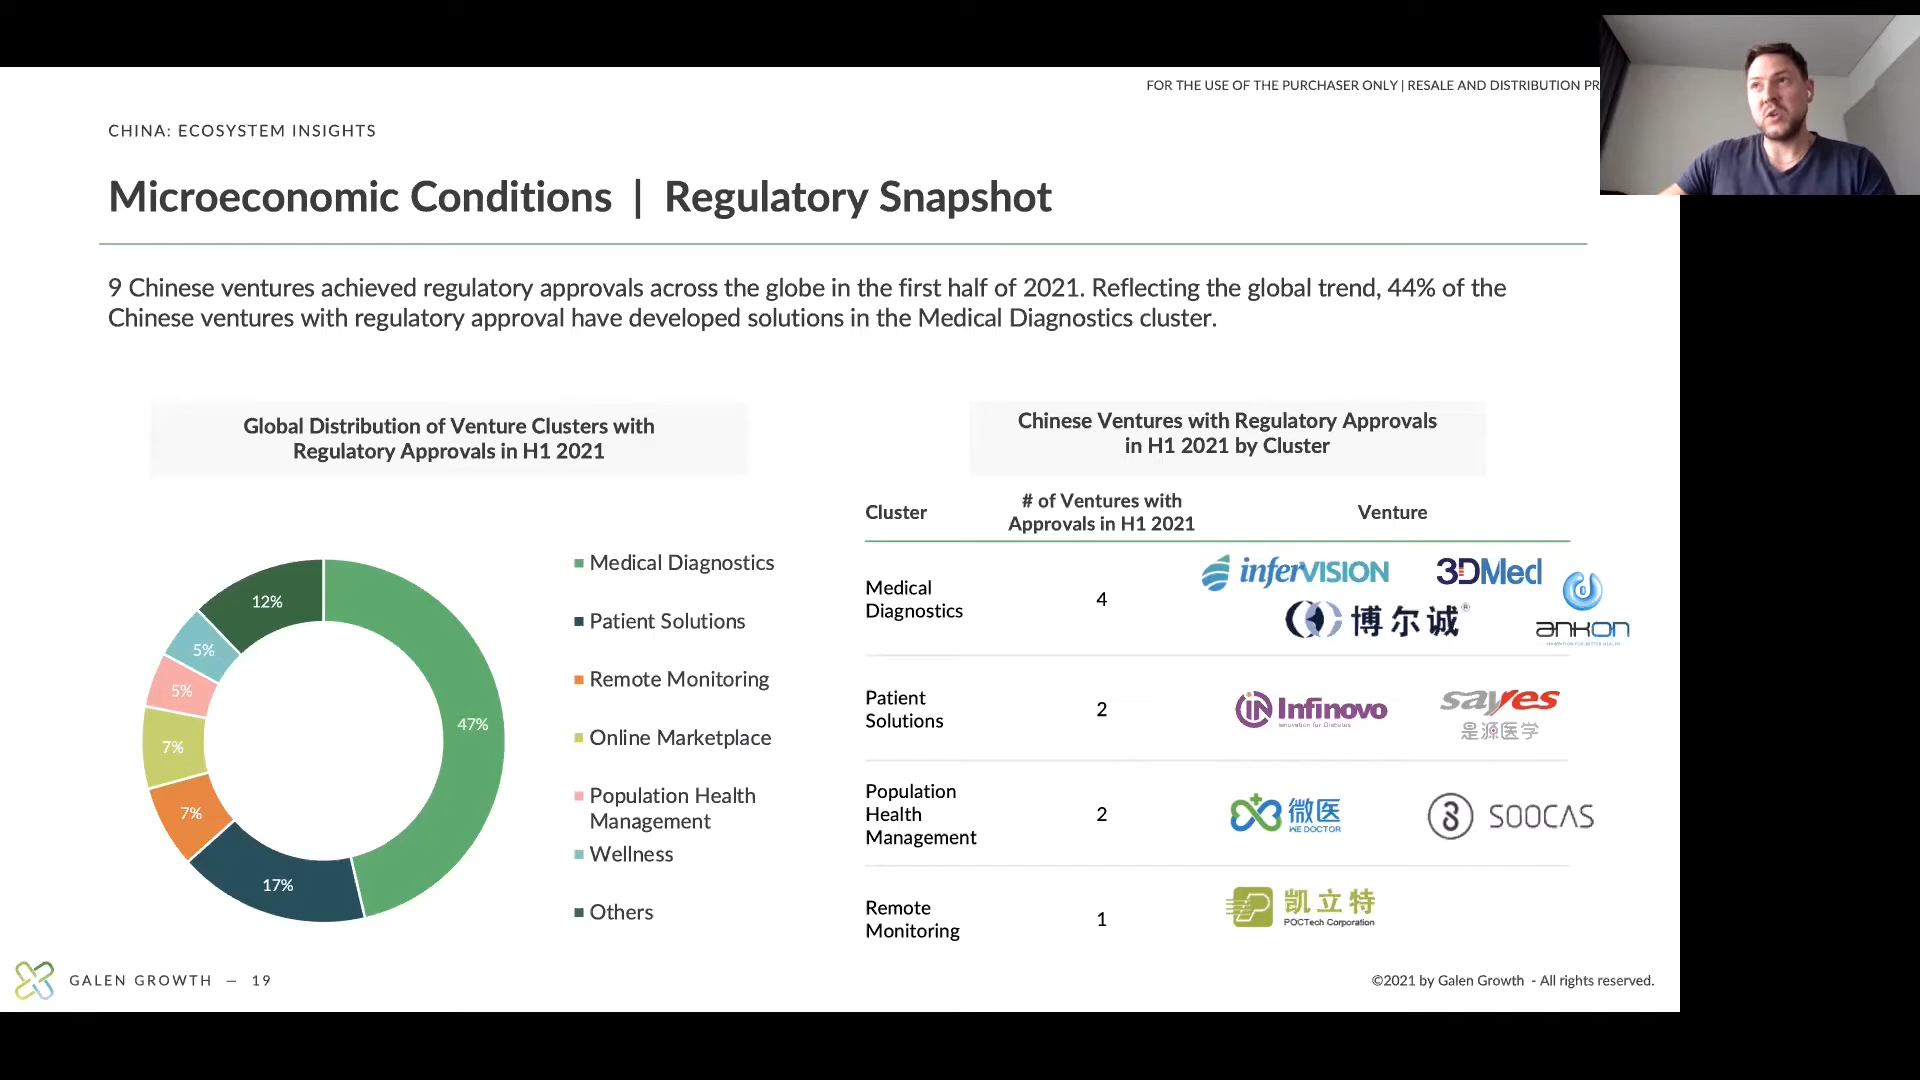 FOR THE USE OF THE PURCHASER ONLY | RESALE AND DISTRIBUTION PR
CHINA: ECOSYSTEM INSIGHTS
Microeconomic Conditions | Regulatory Snapshot
9 Chinese ventures achieved regulatory approvals across the globe in the first half of 2021. Reflecting the global trend, 44% of the
Chinese ventures with regulatory approval have developed solutions in the Medical Diagnostics cluster.
Global Distribution of Venture Clusters with
Regulatory Approvals in H1 2021
12%
5%
5%
7%
7%
17%
47%
Medical Diagnostics
Patient Solutions
Remote Monitoring
Online Marketplace
Population Health
Management
Wellness
Others
Chinese Ventures with Regulatory Approvals
in H1 2021 by Cluster
Cluster
# of Ventures with
Approvals in H1 2021
Venture
Medical
Diagnostics
4
inferVISION
3DMed
博尔诚®
ANKON
Patient
Solutions
2
Infinovo
Innovation for Diabetes
sayes
是源医学
Population
Health
Management
2
微医
WE DOCTOR
SOOCAS
Remote
Monitoring
1
凯立特
POCTech Corporation
GALEN GROWTH – 19
©2021 by Galen Growth - All rights reserved.